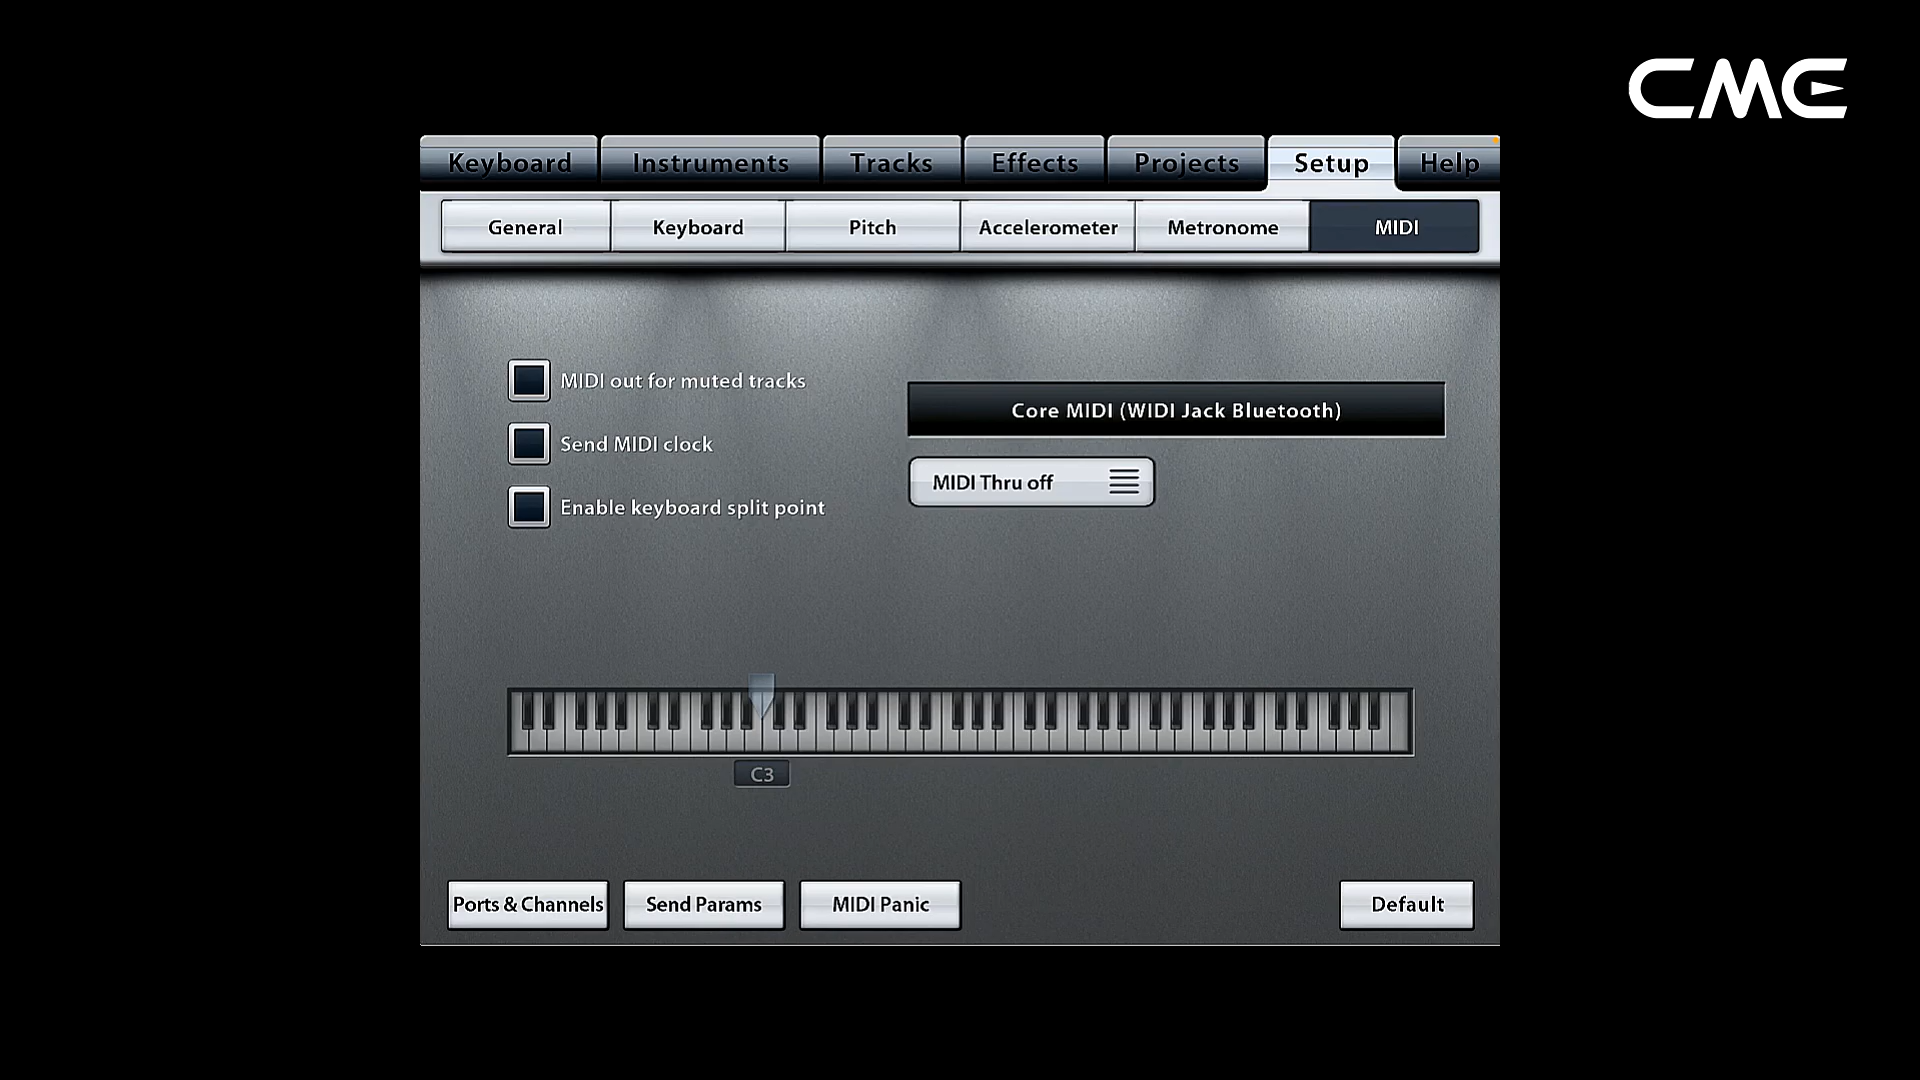 CME
Keyboard Instruments Tracks Effects Projects Setup Help
General Keyboard Pitch Accelerometer Metronome MIDI
MIDI out for muted tracks
Core MIDI (WIDI Jack Bluetooth)
Send MIDI clock
MIDI Thru off
Enable keyboard split point
C3
Ports & Channels Send Params MIDI Panic Default